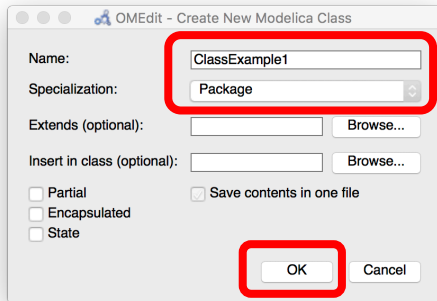 OMEdit - Create New Modelica Class
Name: ClassExample1
Specialization: Package
Extends (optional): Browse...
Insert in class (optional): Browse...
Partial Save contents in one file
Encapsulated
State
OK Cancel